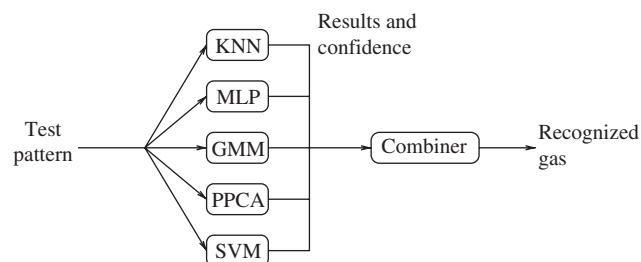 Results and
confidence
KNN
MLP
Test
pattern
GMM
Combiner
Recognized
gas
PPCA
SVM